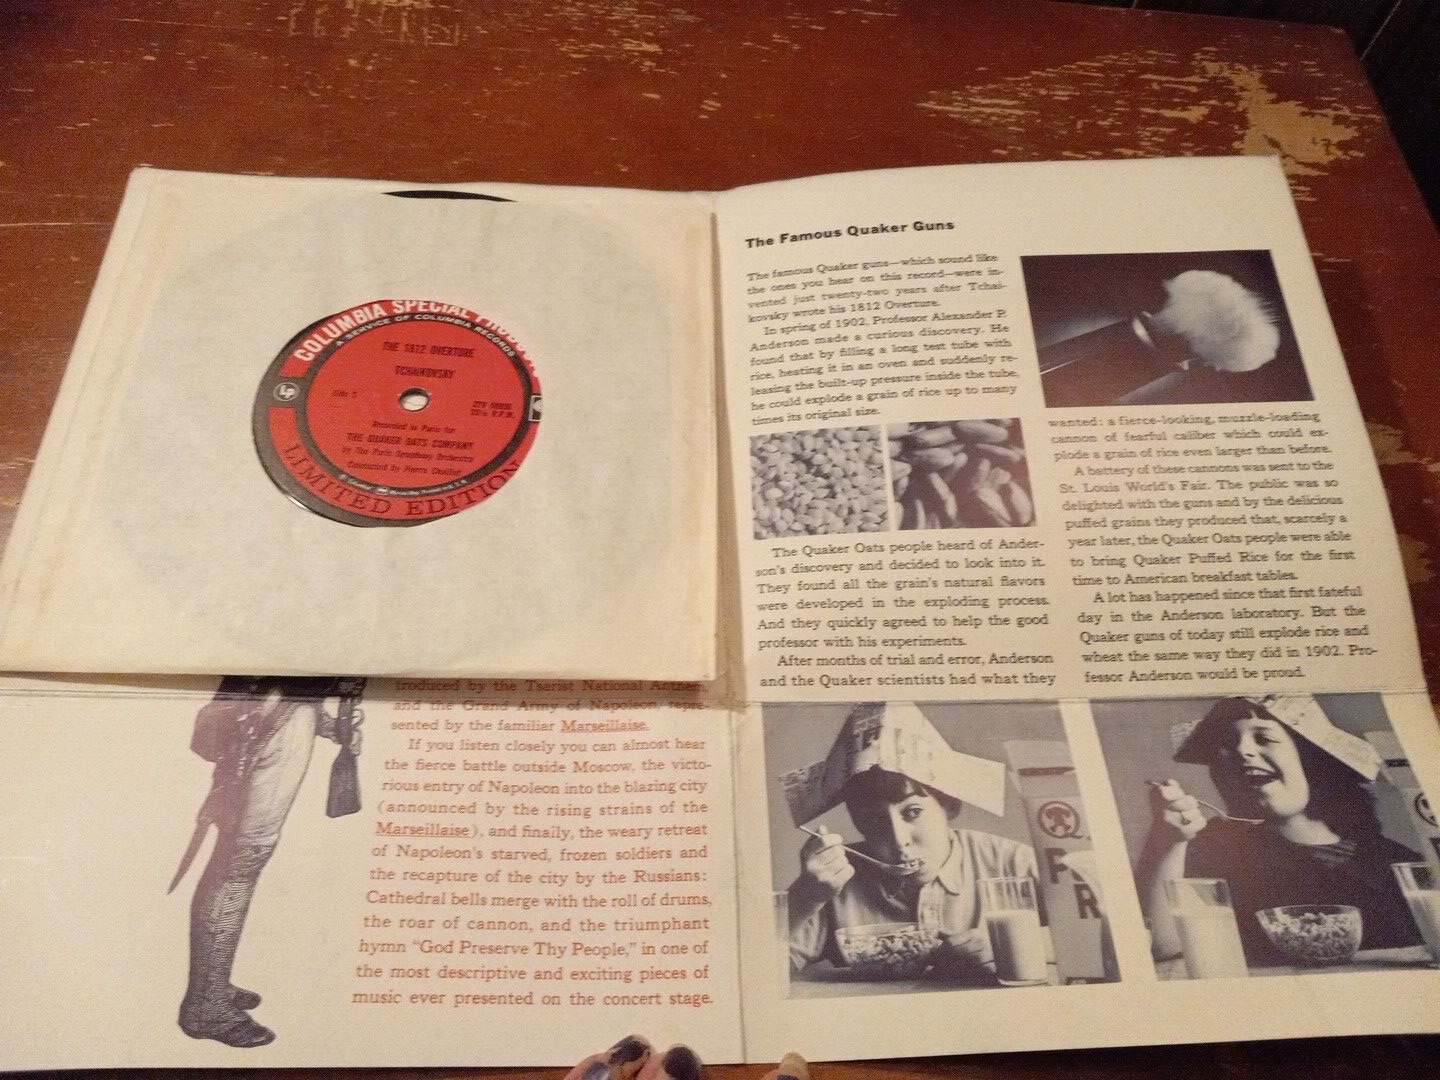 COLUMBIA SPECIAL
A SERVICE OF COLUMBIA RECORDS
THE 1812 OVERTURE
TCHAIKOVSKY
LP
Side 1
33⅓ R.P.M.
Recorded in Paris for
THE QUAKER OATS COMPANY
by The Paris Symphony Orchestra
Conducted by Pierre
LIMITED EDITION
troduced by the Tsarist National Anthem
and the Grand Army of Napoleon, repre-
sented by the familiar Marseillaise.
If you listen closely you can almost hear
the fierce battle outside Moscow, the victo-
rious entry of Napoleon into the blazing city
(announced by the rising strains of the
Marseillaise), and finally, the weary retreat
of Napoleon's starved, frozen soldiers and
the recapture of the city by the Russians:
Cathedral bells merge with the roll of drums,
the roar of cannon, and the triumphant
hymn "God Preserve Thy People," in one of
the most descriptive and exciting pieces of
music ever presented on the concert stage.
The Famous Quaker Guns
The famous Quaker guns—which sound like
the ones you hear on this record—were in-
vented just twenty-two years after Tchai-
kovsky wrote his 1812 Overture.
In spring of 1902, Professor Alexander P.
Anderson made a curious discovery. He
found that by filling a long test tube with
rice, heating it in an oven and suddenly re-
leasing the built-up pressure inside the tube,
he could explode a grain of rice up to many
times its original size.
The Quaker Oats people heard of Ander-
son's discovery and decided to look into it.
They found all the grain's natural flavors
were developed in the exploding process.
And they quickly agreed to help the good
professor with his experiments.
After months of trial and error, Anderson
and the Quaker scientists had what they
wanted: a fierce-looking, muzzle-loading
cannon of fearful caliber which could ex-
plode a grain of rice even larger than before.
A battery of these cannons was sent to the
St. Louis World's Fair. The public was so
delighted with the guns and by the delicious
puffed grains they produced that, scarcely a
year later, the Quaker Oats people were able
to bring Quaker Puffed Rice for the first
time to American breakfast tables.
A lot has happened since that first fateful
day in the Anderson laboratory. But the
Quaker guns of today still explode rice and
wheat the same way they did in 1902. Pro-
fessor Anderson would be proud.